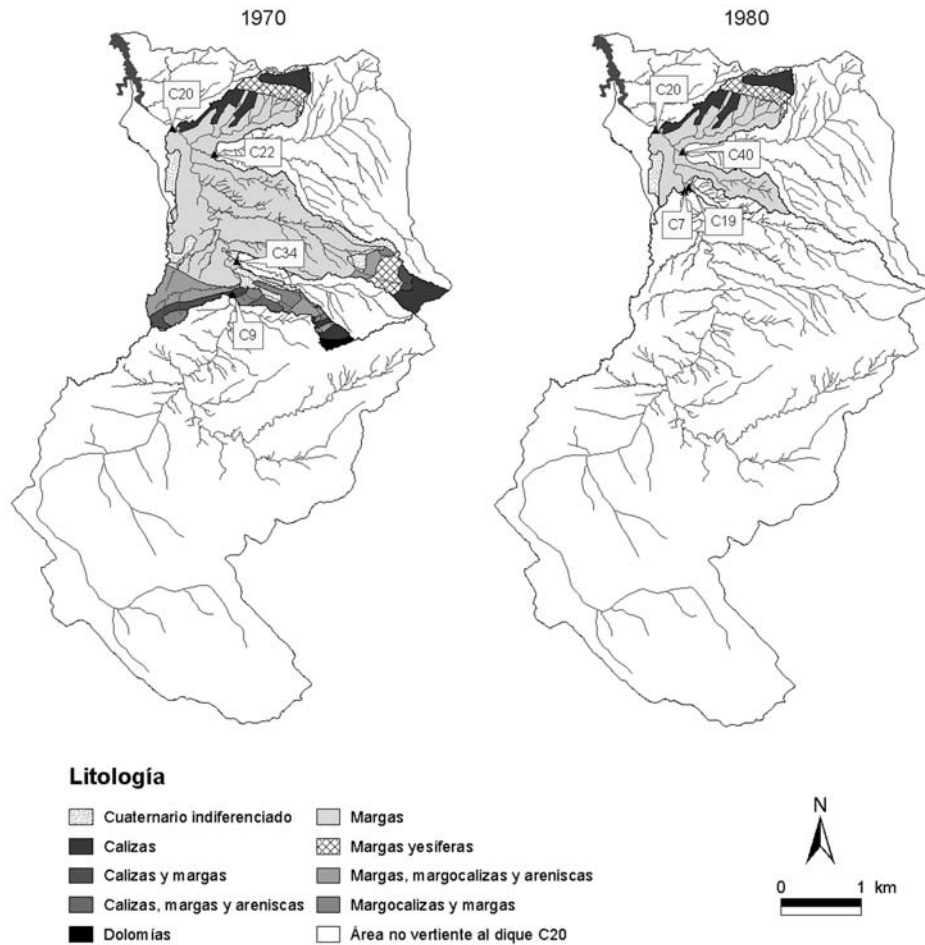 1970
1980
C20
C20
C22
C40
C7
C19
C34
C9
Litología
Cuaternario indiferenciado
Calizas
Calizas y margas
Calizas, margas y areniscas
Dolomías
Margas
Margas yesíferas
Margas, margocalizas y areniscas
Margocalizas y margas
Área no vertiente al dique C20
N
0 1 km